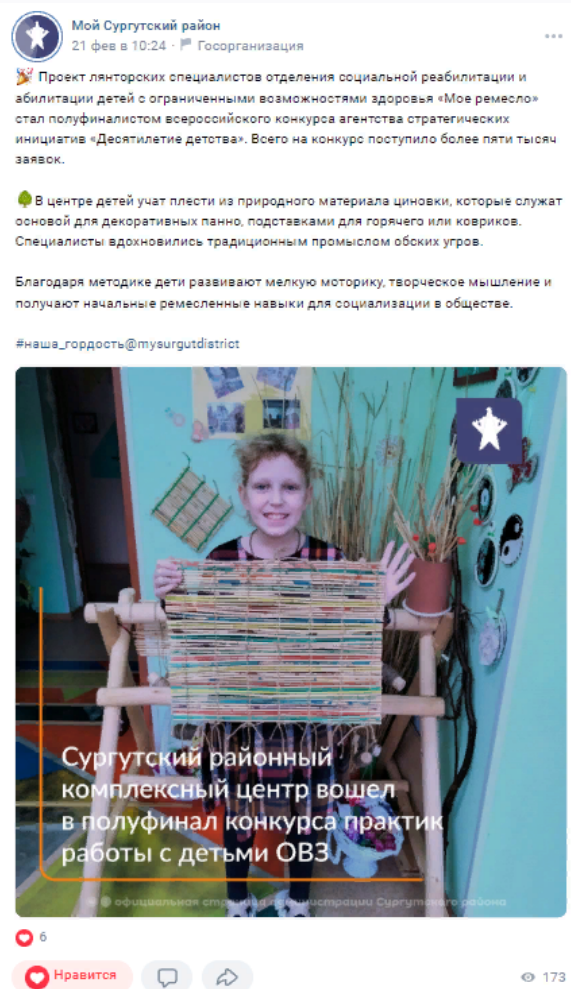 Мой Сургутский район
21 фев в 10:24 · Госорганизация
Проект лянторских специалистов отделения социальной реабилитации и
абилитации детей с ограниченными возможностями здоровья «Мое ремесло»
стал полуфиналистом всероссийского конкурса агентства стратегических
инициатив «Десятилетие детства». Всего на конкурс поступило более пяти тысяч
заявок.
В центре детей учат плести из природного материала циновки, которые служат
основой для декоративных панно, подставками для горячего или ковриков.
Специалисты вдохновились традиционным промыслом обских угров.
Благодаря методике дети развивают мелкую моторику, творческое мышление и
получают начальные ремесленные навыки для социализации в обществе.
#наша_гордость@mysurgutdistrict
Сургутский районный
комплексный центр вошел
в полуфинал конкурса практик
работы с детьми ОВЗ
официальная страница администрации Сургутского района
6
Нравится
173